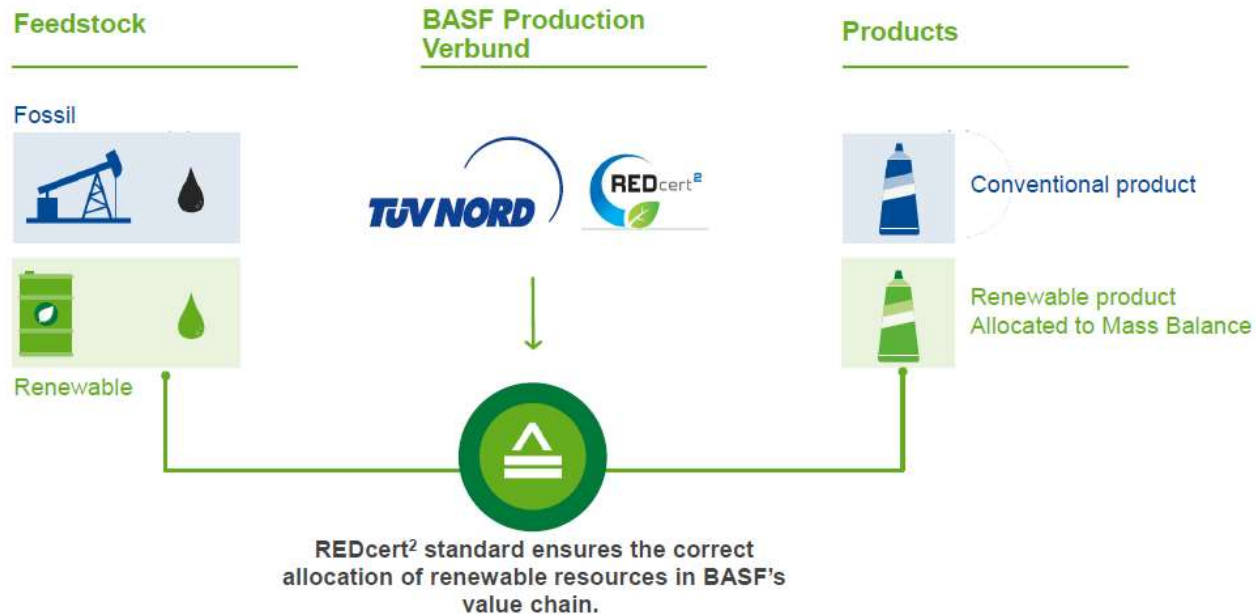 Feedstock
BASF Production
Verbund
Products
Fossil
TÜV NORD
REDcert²
Conventional product
Renewable product
Allocated to Mass Balance
Renewable
REDcert² standard ensures the correct
allocation of renewable resources in BASF's
value chain.